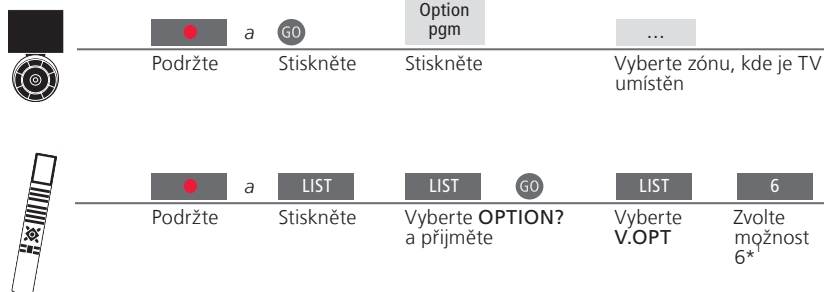 Option
pgm
a GO ...
Podržte Stiskněte Stiskněte Vyberte zónu, kde je TV
umístěn
a LIST LIST GO LIST 6
Podržte Stiskněte Vyberte OPTION? Vyberte Zvolte
a přijměte V.OPT možnost
6*1